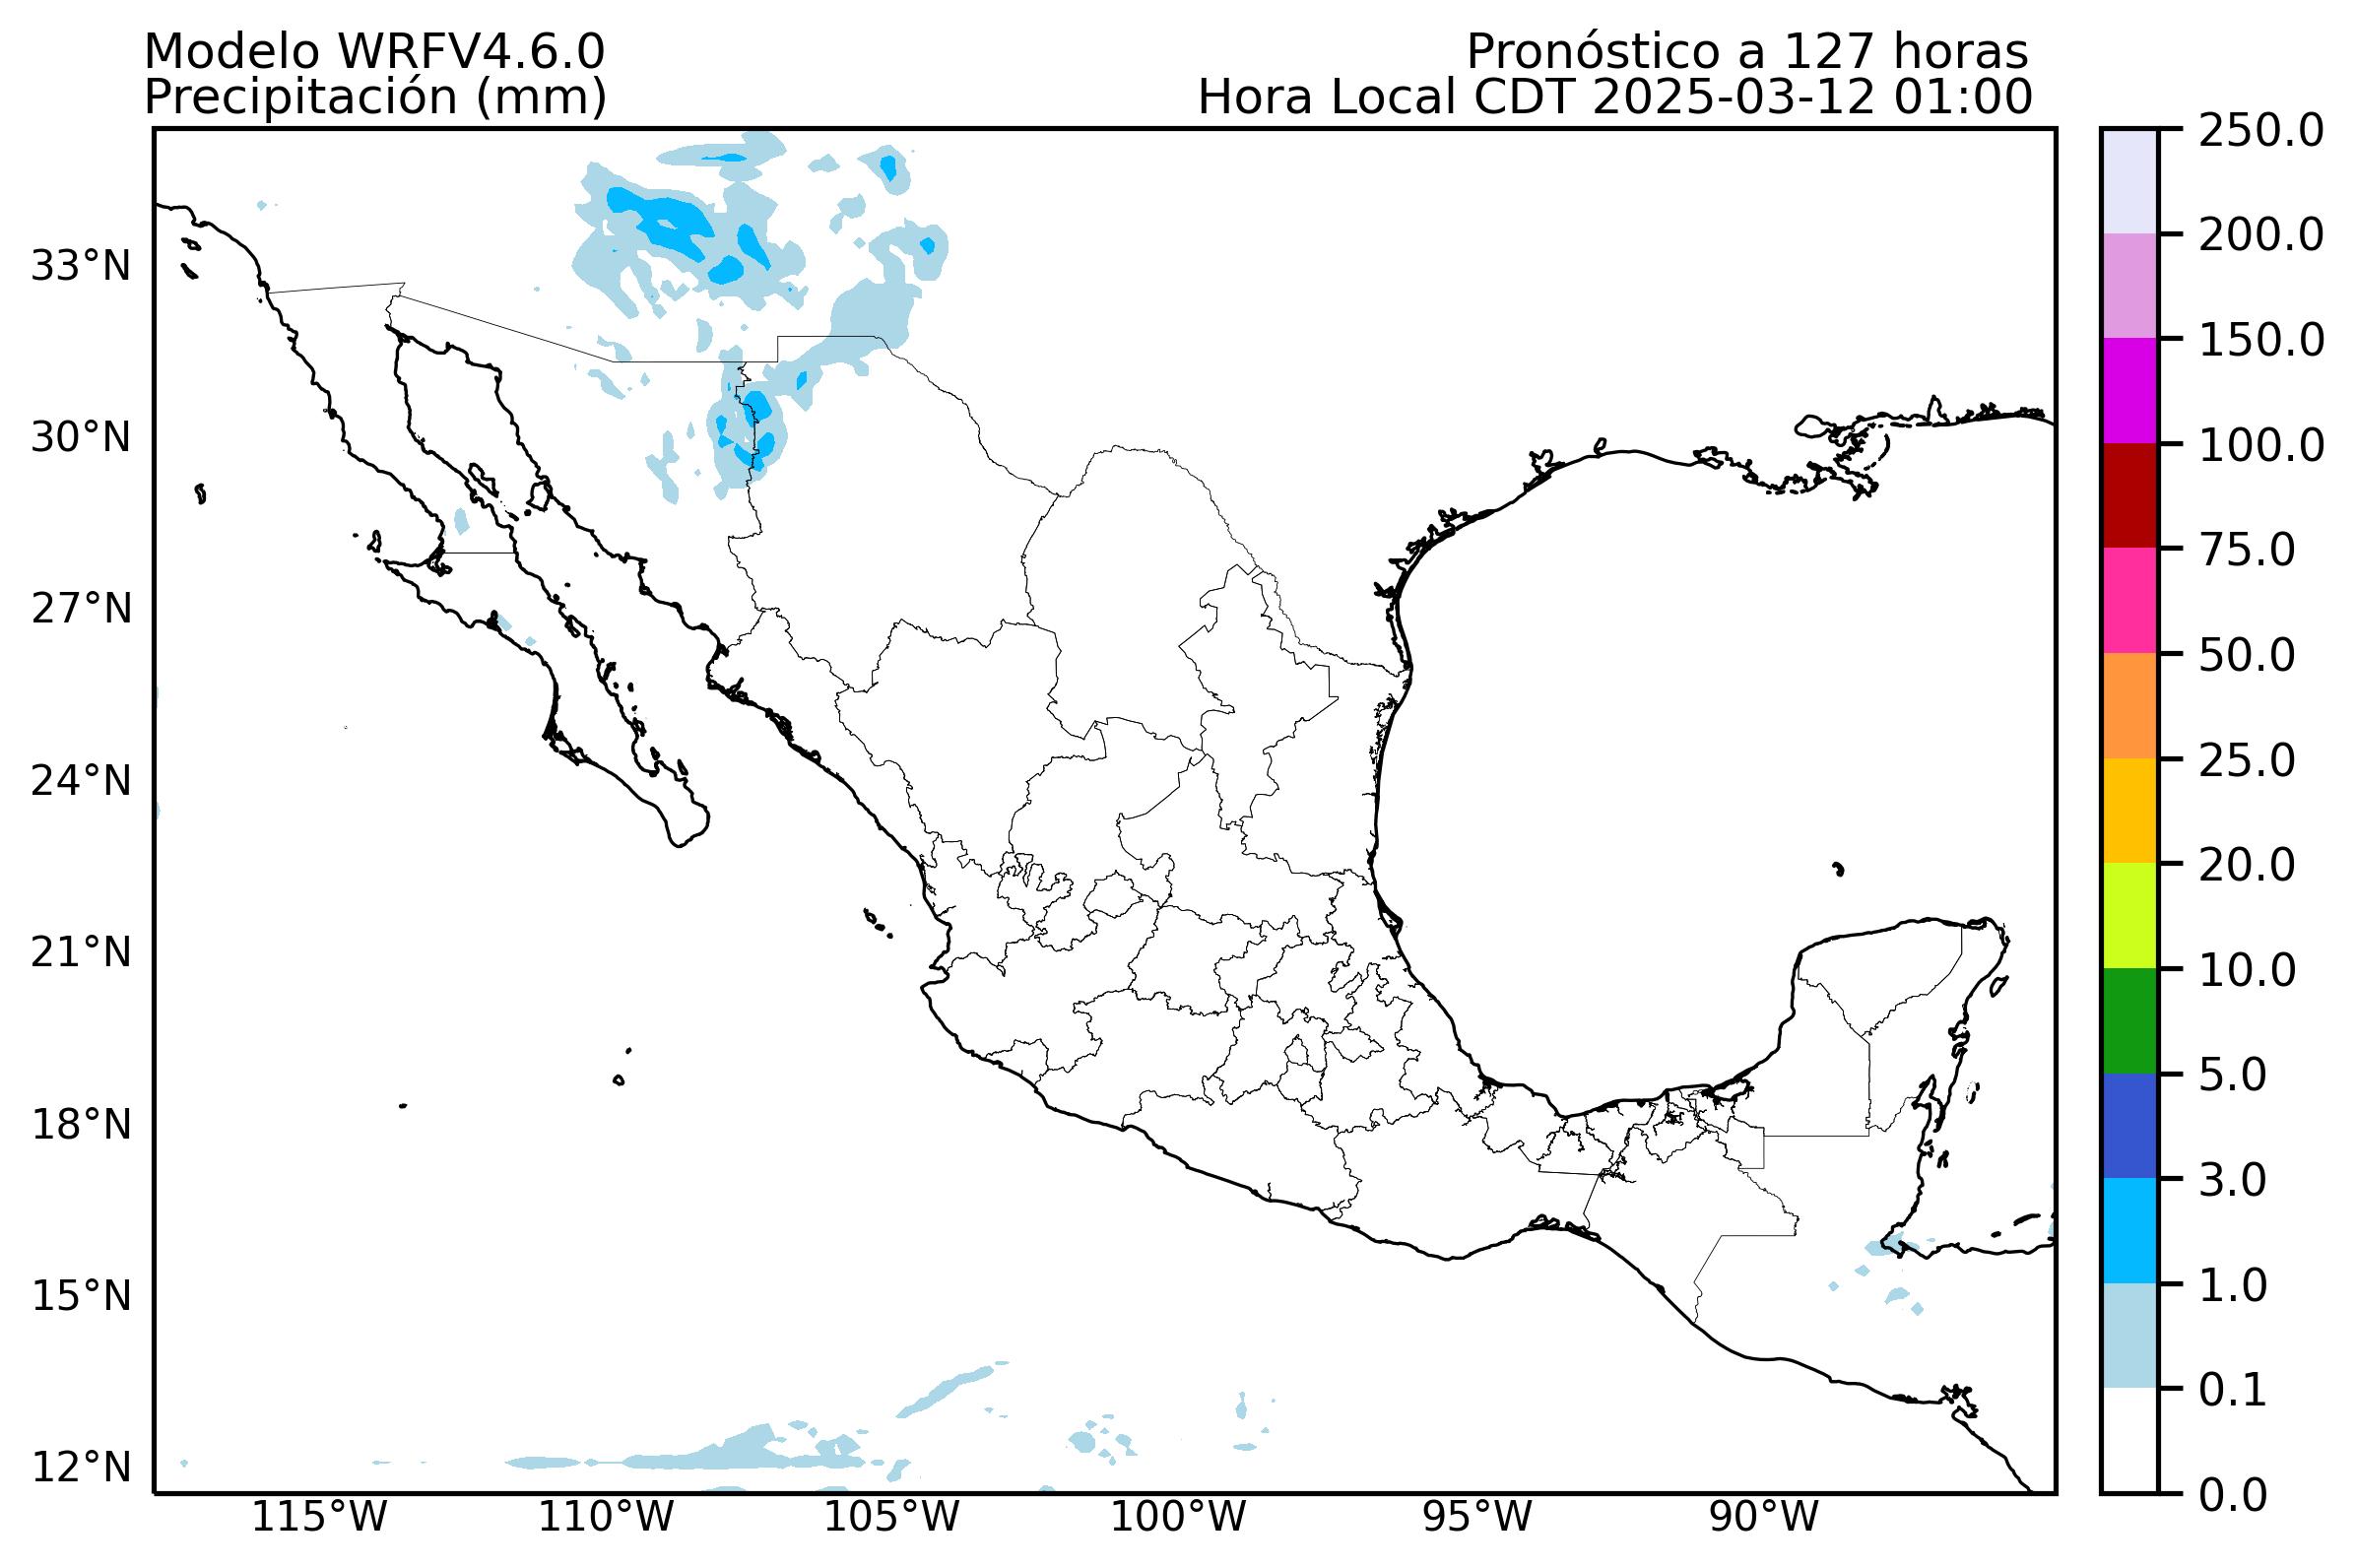 Modelo WRFV4.6.0
Pronóstico a 127 horas
Precipitación (mm)
Hora Local CDT 2025-03-12 01:00
33°N
30°N
27°N
24°N
21°N
18°N
15°N
12°N
115°W
110°W
105°W
100°W
95°W
90°W
250.0
200.0
150.0
100.0
75.0
50.0
25.0
20.0
10.0
5.0
3.0
1.0
0.1
0.0